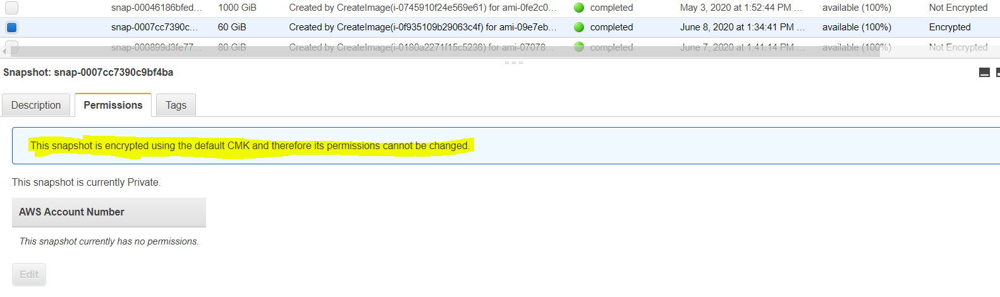 snap-00046186bfed... 1000 GiB Created by CreateImage(i-0745910f24e569e61) for ami-0fe2c0... completed May 3, 2020 at 1:52:44 PM ... available (100%) Not Encrypted
snap-0007cc7390c... 60 GiB Created by CreateImage(i-0f935109b29063c4f) for ami-09e7eb... completed June 8, 2020 at 1:34:41 PM ... available (100%) Encrypted
snap-000899d3fe77... 80 GiB Created by CreateImage(i-0180a2271f15c5236) for ami-07078... completed June 7, 2020 at 1:41:14 PM ... available (100%) Not Encrypted
Snapshot: snap-0007cc7390c9bf4ba
Description Permissions Tags
This snapshot is encrypted using the default CMK and therefore its permissions cannot be changed.
This snapshot is currently Private.
AWS Account Number
This snapshot currently has no permissions.
Edit